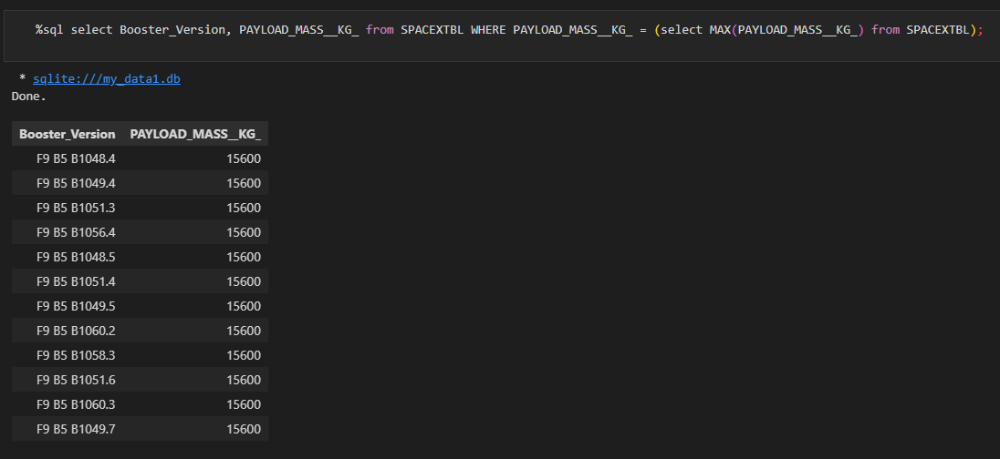 %sql select Booster_Version, PAYLOAD_MASS__KG_ from SPACEXTBL WHERE PAYLOAD_MASS__KG_ = (select MAX(PAYLOAD_MASS__KG_) from SPACEXTBL);
* sqlite:///my_data1.db
Done.
Booster_Version PAYLOAD_MASS__KG_
F9 B5 B1048.4 15600
F9 B5 B1049.4 15600
F9 B5 B1051.3 15600
F9 B5 B1056.4 15600
F9 B5 B1048.5 15600
F9 B5 B1051.4 15600
F9 B5 B1049.5 15600
F9 B5 B1060.2 15600
F9 B5 B1058.3 15600
F9 B5 B1051.6 15600
F9 B5 B1060.3 15600
F9 B5 B1049.7 15600